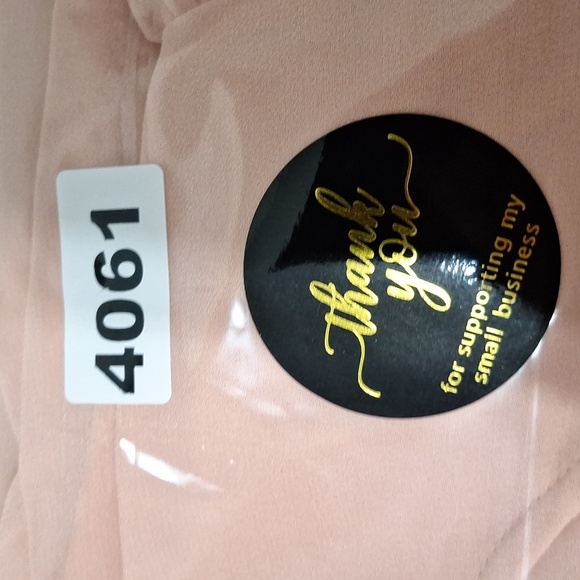 4061
thank
you
for supporting my
small business